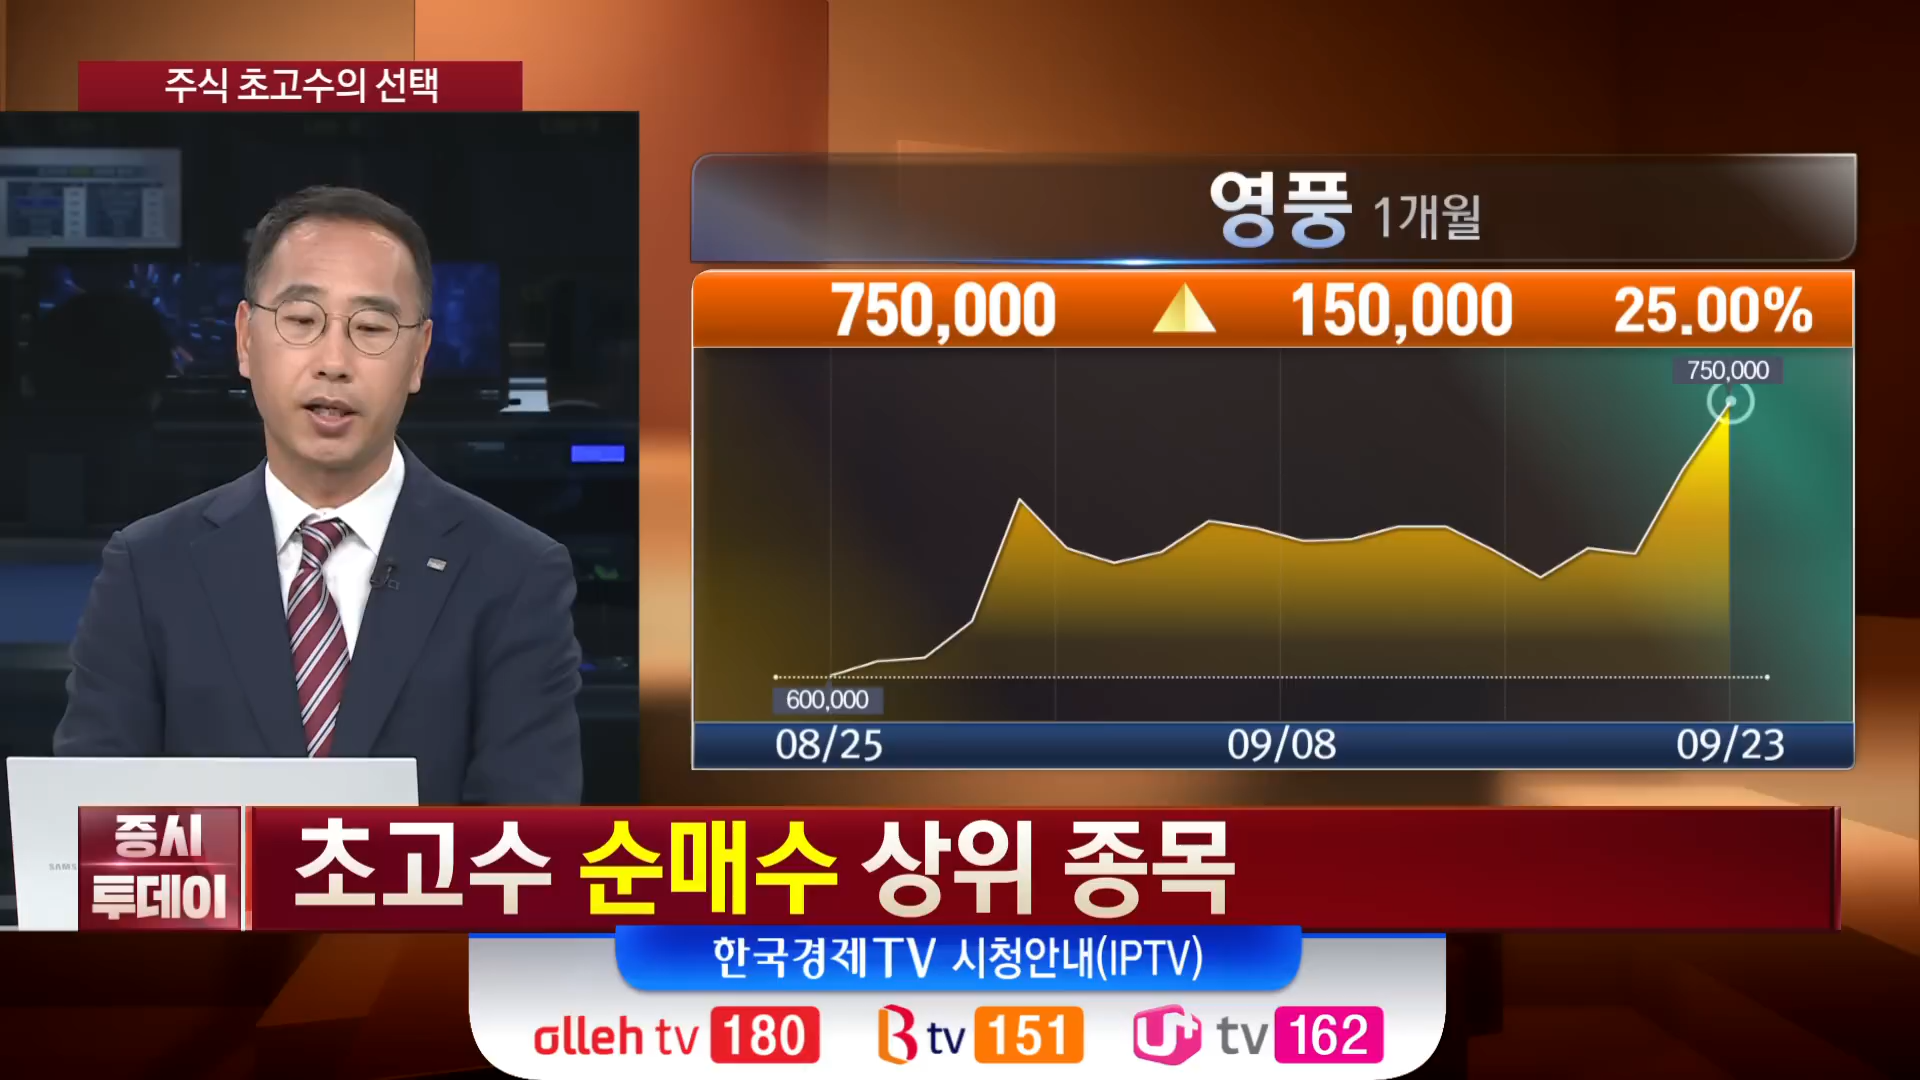 주식 초고수의 선택
영풍 1개월
750,000 ▲ 150,000 25.00%
750,000
600,000
08/25 09/08 09/23
증시
투데이
초고수 순매수 상위 종목
한국경제TV 시청안내(IPTV)
olleh tv 180 B tv 151 U+ tv 162
SAMS